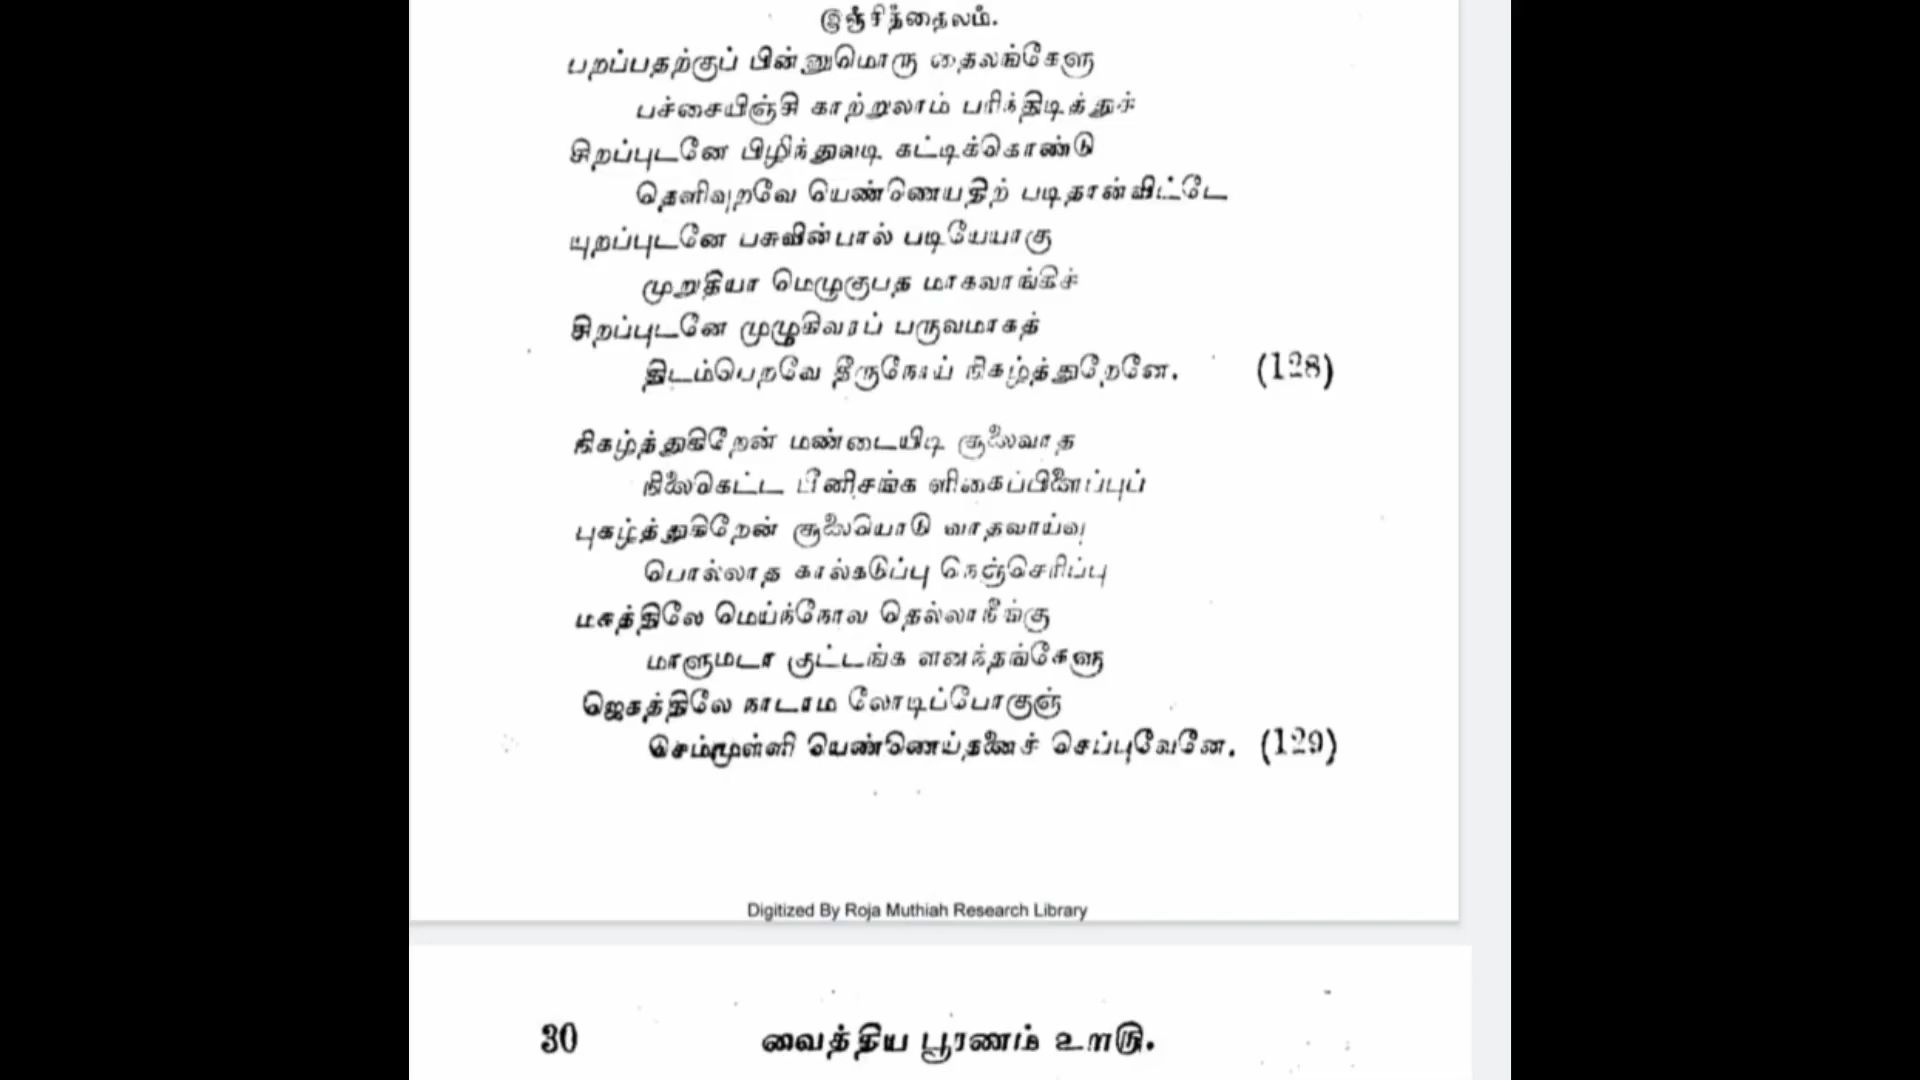 இஞ்சித்தைலம்.
பறப்பதற்குப் பின்னுமொரு தைலங்கேளு
பச்சையிஞ்சி காற்றுலாம் பரிந்திடித்துச்
சிறப்புடனே பிழிந்துவடி கட்டிக்கொண்டு
தெளிவுறவே யெண்ணெயதிற் படிதான்விட்டே
யுறப்புடனே பசுவின்பால் படியேயாகு
முறுதியா மெழுகுபத மாகவாங்கிச்
சிறப்புடனே முழுகிவரப் பருவமாகத்
திடம்பெறவே தீருநோய் நிகழ்த்துறேனே. (128)
நிகழ்த்துகிறேன் மண்டையிடி சூலைவாத
நிலைகெட்ட பீனிசங்க ளிகைப்பிளைப்புப்
புகழ்த்துகிறேன் சூலையொடு வாதவாய்வு
பொல்லாத கால்கடுப்பு நெஞ்செரிப்பு
மகத்திலே மெய்ந்நோவ தெல்லாநீங்கு
மாளுமடா குட்டங்க ளனந்தங்கேளு
ஜெகத்திலே நாடாம லோடிப்போகுஞ்
செம்முள்ளி யெண்ணெய்தனைச் செப்புவேனே. (129)
Digitized By Roja Muthiah Research Library
30 வைத்திய பூரணம் உளரு.